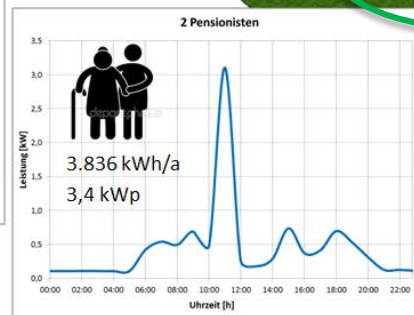 2 Pensionisten
3.836 kWh/a
3,4 kWp
Leistung [kW]
3,5
3,0
2,5
2,0
1,5
1,0
0,5
0,0
00:00 02:00 04:00 06:00 08:00 10:00 12:00 14:00 16:00 18:00 20:00 22:00
Uhrzeit [h]